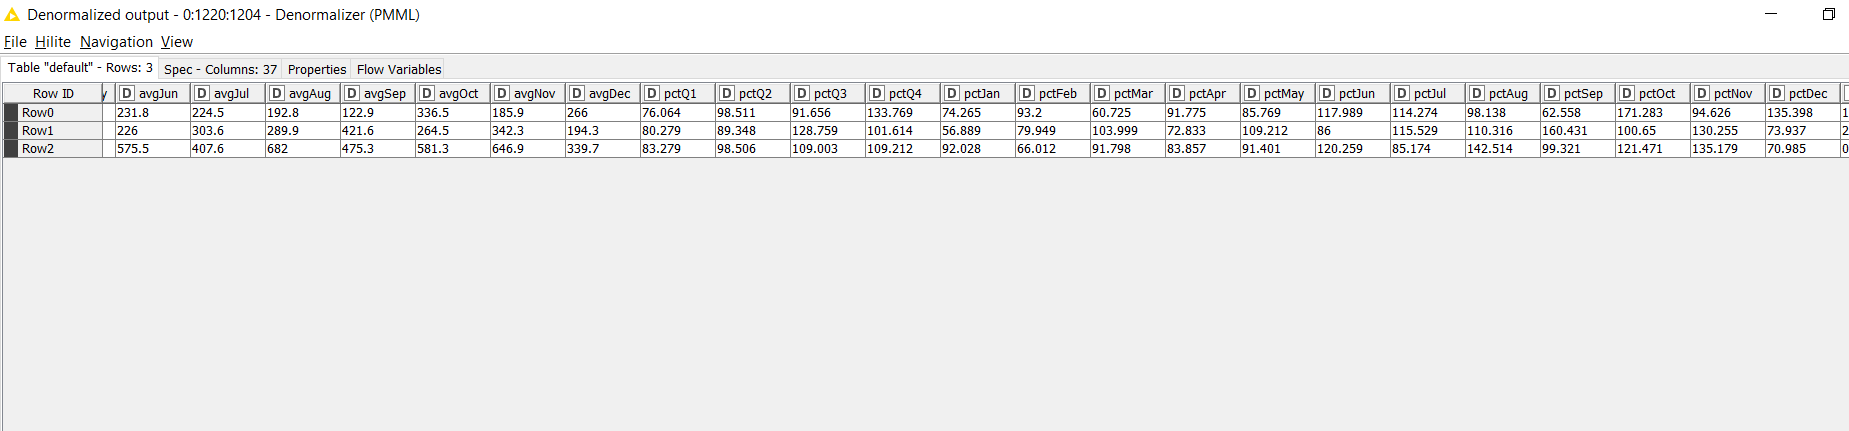 Denormalized output - 0:1220:1204 - Denormalizer (PMML)
File Hilite Navigation View
Table "default" - Rows: 3 Spec - Columns: 37 Properties Flow Variables
Row ID y D avgJun D avgJul D avgAug D avgSep D avgOct D avgNov D avgDec D pctQ1 D pctQ2 D pctQ3 D pctQ4 D pctJan D pctFeb D pctMar D pctApr D pctMay D pctJun D pctJul D pctAug D pctSep D pctOct D pctNov D pctDec
Row0 231.8 224.5 192.8 122.9 336.5 185.9 266 76.064 98.511 91.656 133.769 74.265 93.2 60.725 91.775 85.769 117.989 114.274 98.138 62.558 171.283 94.626 135.398 1
Row1 226 303.6 289.9 421.6 264.5 342.3 194.3 80.279 89.348 128.759 101.614 56.889 79.949 103.999 72.833 109.212 86 115.529 110.316 160.431 100.65 130.255 73.937 2
Row2 575.5 407.6 682 475.3 581.3 646.9 339.7 83.279 98.506 109.003 109.212 92.028 66.012 91.798 83.857 91.401 120.259 85.174 142.514 99.321 121.471 135.179 70.985 0